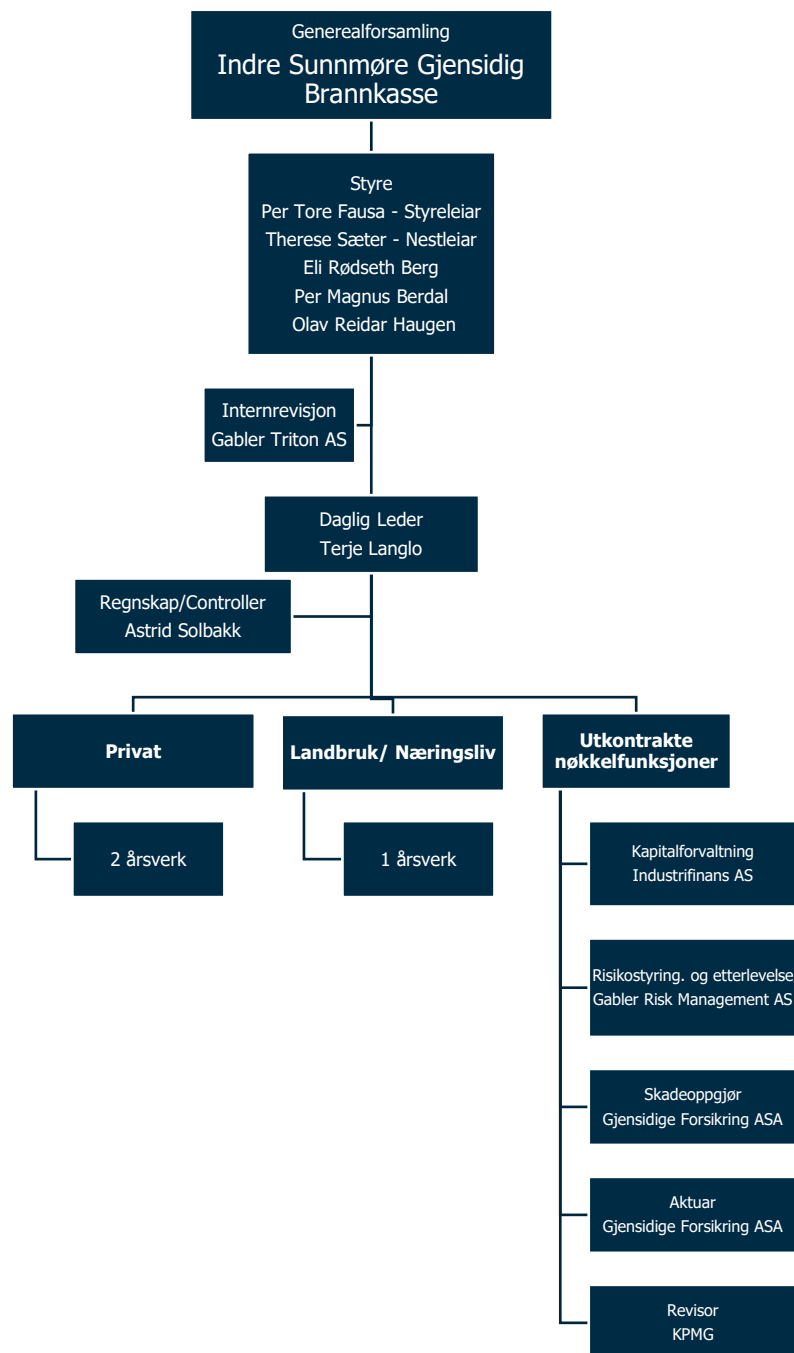 Generealforsamling
Indre Sunnmøre Gjensidig
Brannkasse
Styre
Per Tore Fausa - Styreleiar
Therese Sæter - Nestleiar
Eli Rødseth Berg
Per Magnus Berdal
Olav Reidar Haugen
Internrevisjon
Gabler Triton AS
Daglig Leder
Terje Langlo
Regnskap/Controller
Astrid Solbakk
Privat
2 årsverk
Landbruk/ Næringsliv
1 årsverk
Utkontrakte
nøkkelfunksjoner
Kapitalforvaltning
Industrifinans AS
Risikostyring. og etterlevelse
Gabler Risk Management AS
Skadeoppgjør
Gjensidige Forsikring ASA
Aktuar
Gjensidige Forsikring ASA
Revisor
KPMG